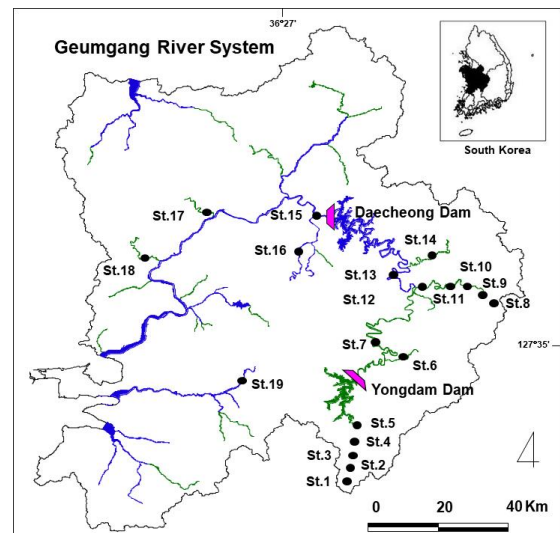 36°27'
Geumgang River System
South Korea
St.17
St.15
Daecheong Dam
St.16
St.14
St.18
St.13
St.10
St.9
St.12
St.11
St.8
St.7
127°35'
St.6
St.19
Yongdam Dam
St.5
St.4
St.3
St.2
St.1
0 20 40 Km